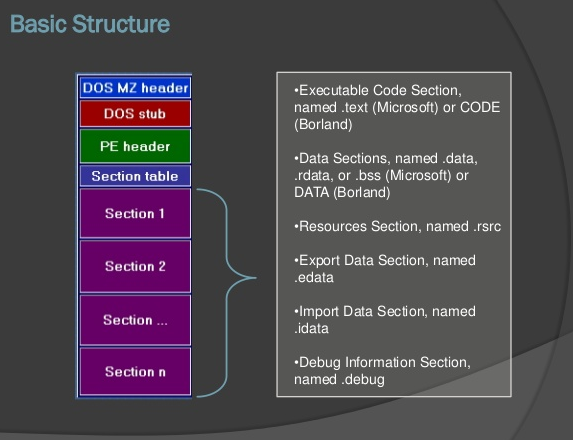 Basic Structure
DOS MZ header
DOS stub
PE header
Section table
Section 1
Section 2
Section ...
Section n
•Executable Code Section,
named .text (Microsoft) or CODE
(Borland)
•Data Sections, named .data,
.rdata, or .bss (Microsoft) or
DATA (Borland)
•Resources Section, named .rsrc
•Export Data Section, named
.edata
•Import Data Section, named
.idata
•Debug Information Section,
named .debug